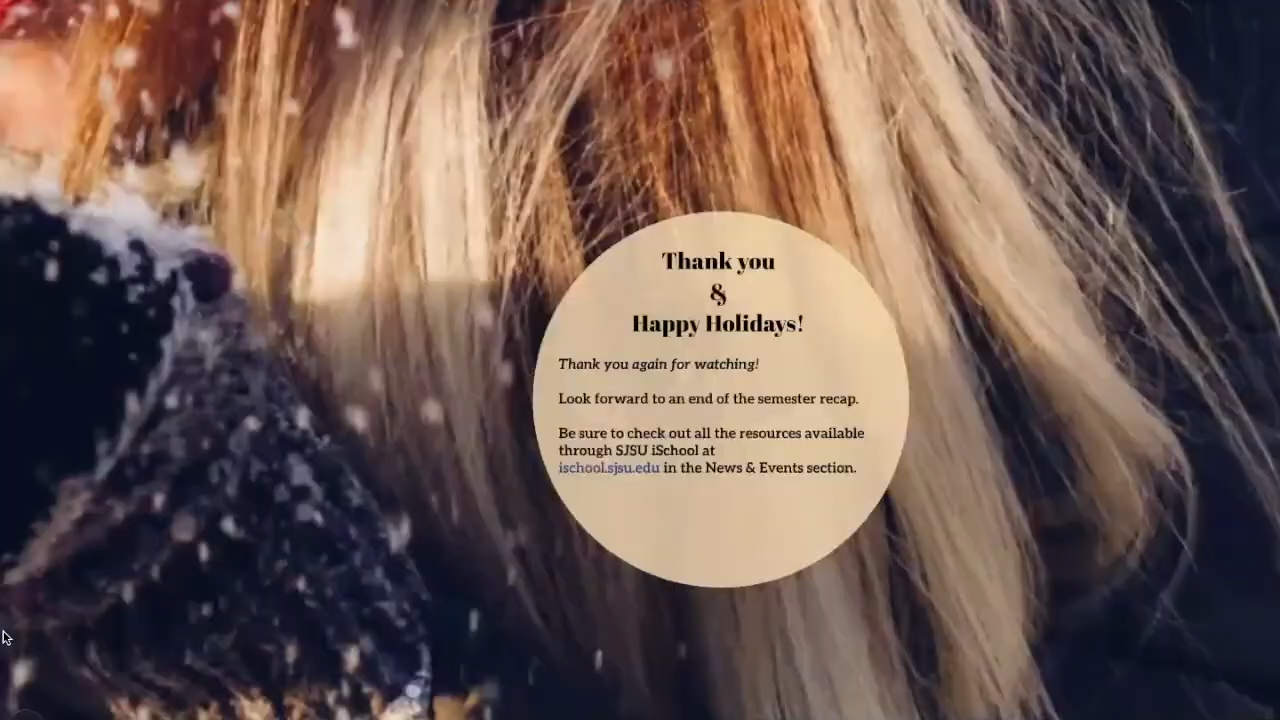 Thank you
&
Happy Holidays!
Thank you again for watching!
Look forward to an end of the semester recap.
Be sure to check out all the resources available
through SJSU iSchool at
ischool.sjsu.edu in the News & Events section.